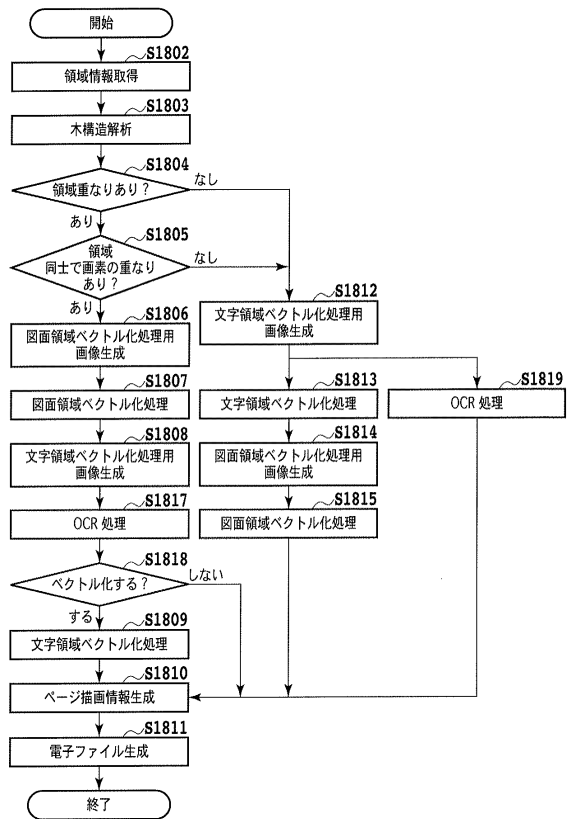 開始
S1802
領域情報取得
S1803
木構造解析
S1804
領域重なりあり？
なし
あり
S1805
領域
同士で画素の重なり
あり？
なし
あり
S1806
図面領域ベクトル化処理用
画像生成
S1807
図面領域ベクトル化処理
S1808
文字領域ベクトル化処理用
画像生成
S1817
OCR 処理
S1818
ベクトル化する？
しない
する
S1809
文字領域ベクトル化処理
S1810
ページ描画情報生成
S1811
電子ファイル生成
終了
S1812
文字領域ベクトル化処理用
画像生成
S1813
文字領域ベクトル化処理
S1814
図面領域ベクトル化処理用
画像生成
S1815
図面領域ベクトル化処理
S1819
OCR 処理